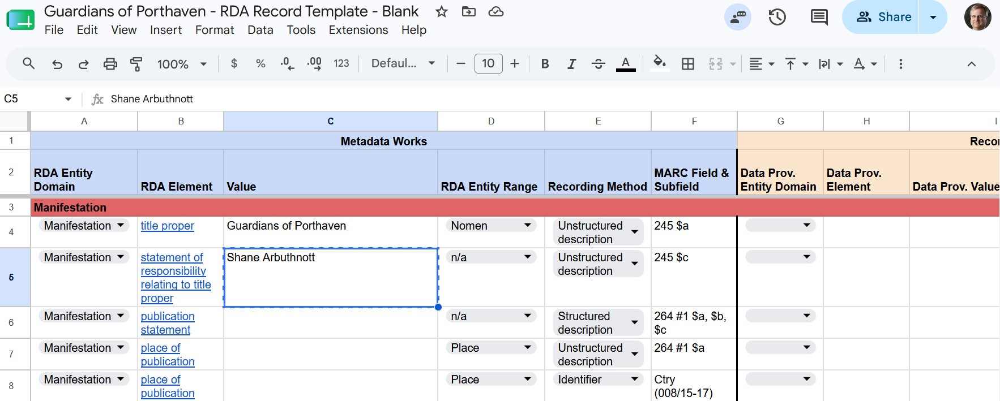 Guardians of Porthaven - RDA Record Template - Blank
File Edit View Insert Format Data Tools Extensions Help
Share
100% $ % .0 .00 123 Defaul... − 10 + B I S A A
C5 fx Shane Arbuthnott
A B C D E F G H I
1 Metadata Works Recor
2 RDA Entity Domain RDA Element Value RDA Entity Range Recording Method MARC Field & Subfield Data Prov. Entity Domain Data Prov. Element Data Prov. Value
3 Manifestation
4 Manifestation title proper Guardians of Porthaven Nomen Unstructured description 245 $a
5 Manifestation statement of responsibility relating to title proper Shane Arbuthnott n/a Unstructured description 245 $c
6 Manifestation publication statement n/a Structured description 264 #1 $a, $b, $c
7 Manifestation place of publication Place Unstructured description 264 #1 $a
8 Manifestation place of publication Place Identifier Ctry (008/15-17)